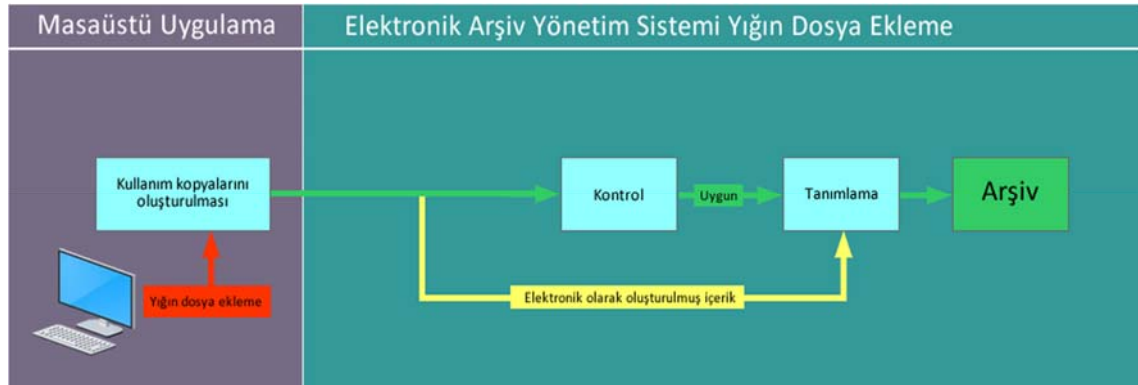 Masaüstü Uygulama
Elektronik Arşiv Yönetim Sistemi Yığın Dosya Ekleme
Kullanım kopyalarını
oluşturulması
Kontrol
Uygun
Tanımlama
Arşiv
Yığın dosya ekleme
Elektronik olarak oluşturulmuş içerik